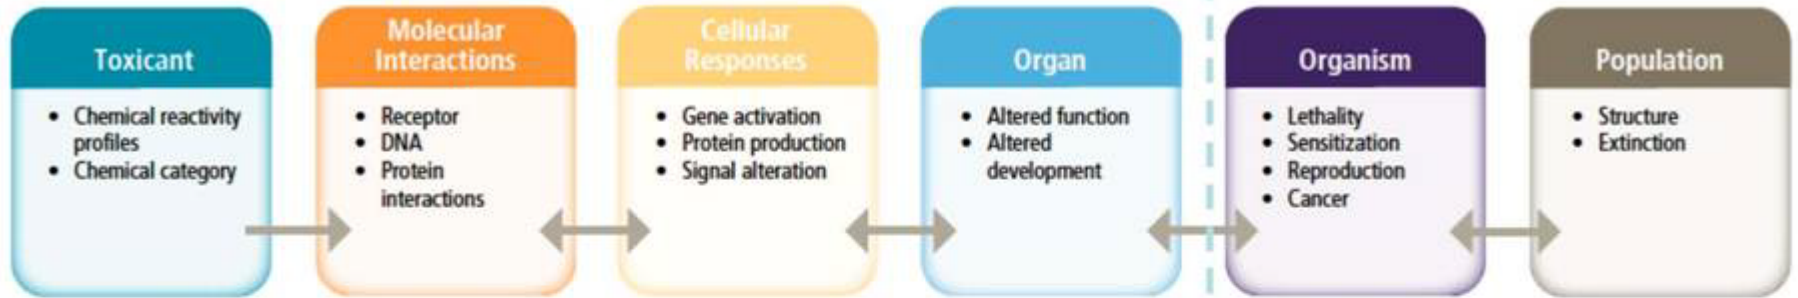 Toxicant
• Chemical reactivity
profiles
• Chemical category
Molecular
Interactions
• Receptor
• DNA
• Protein
interactions
Cellular
Responses
• Gene activation
• Protein production
• Signal alteration
Organ
• Altered function
• Altered
development
Organism
• Lethality
• Sensitization
• Reproduction
• Cancer
Population
• Structure
• Extinction